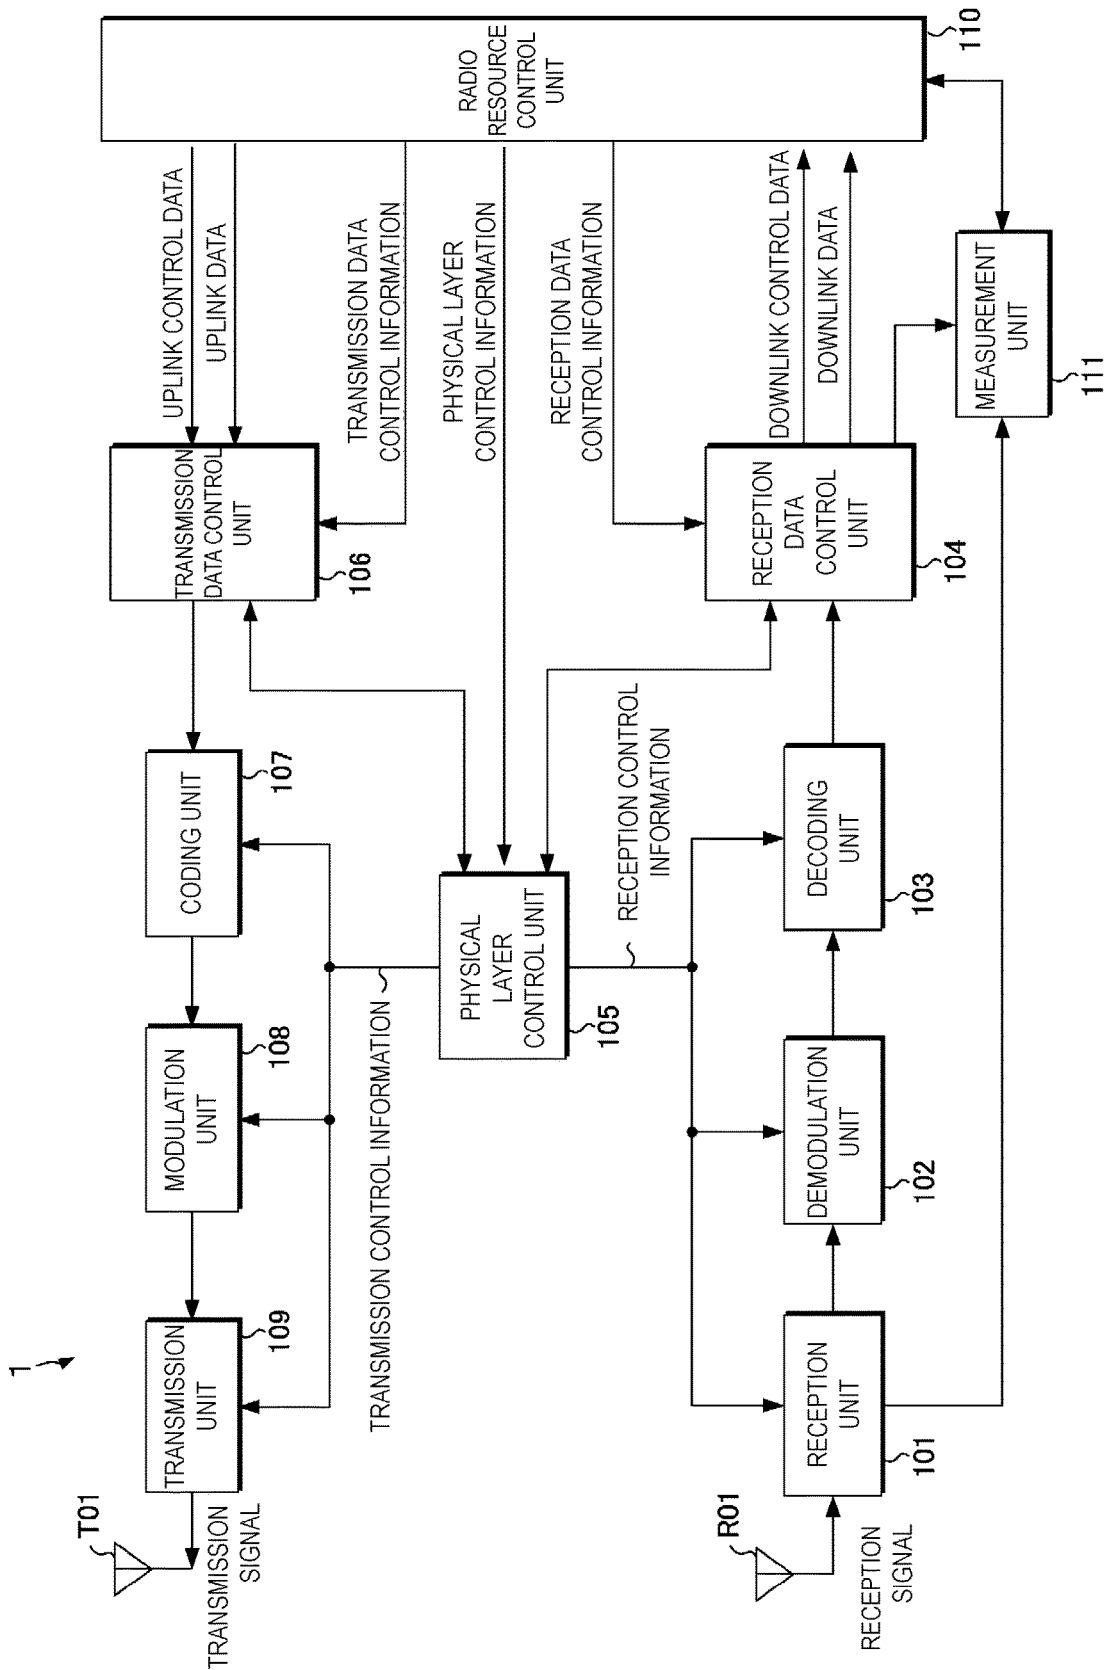 1
T01
TRANSMISSION
SIGNAL
TRANSMISSION
UNIT
109
MODULATION
UNIT
108
CODING UNIT
107
TRANSMISSION
DATA CONTROL
UNIT
106
UPLINK CONTROL DATA
UPLINK DATA
TRANSMISSION DATA
CONTROL INFORMATION
TRANSMISSION CONTROL INFORMATION
PHYSICAL
LAYER
CONTROL UNIT
105
PHYSICAL LAYER
CONTROL INFORMATION
RADIO
RESOURCE
CONTROL
UNIT
110
RECEPTION CONTROL
INFORMATION
RECEPTION DATA
CONTROL INFORMATION
R01
RECEPTION
SIGNAL
RECEPTION
UNIT
101
DEMODULATION
UNIT
102
DECODING
UNIT
103
RECEPTION
DATA
CONTROL
UNIT
104
DOWNLINK CONTROL DATA
DOWNLINK DATA
MEASUREMENT
UNIT
111